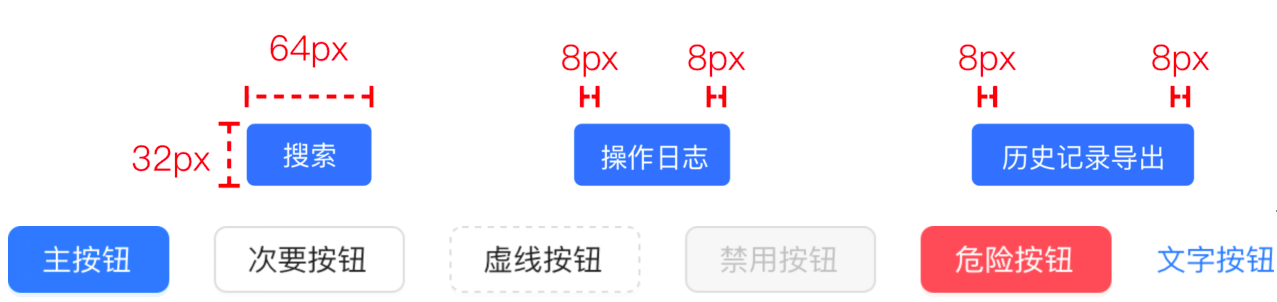 64px
8px 8px 8px 8px
32px 搜索 操作日志 历史记录导出
主按钮 次要按钮 虚线按钮 禁用按钮 危险按钮 文字按钮